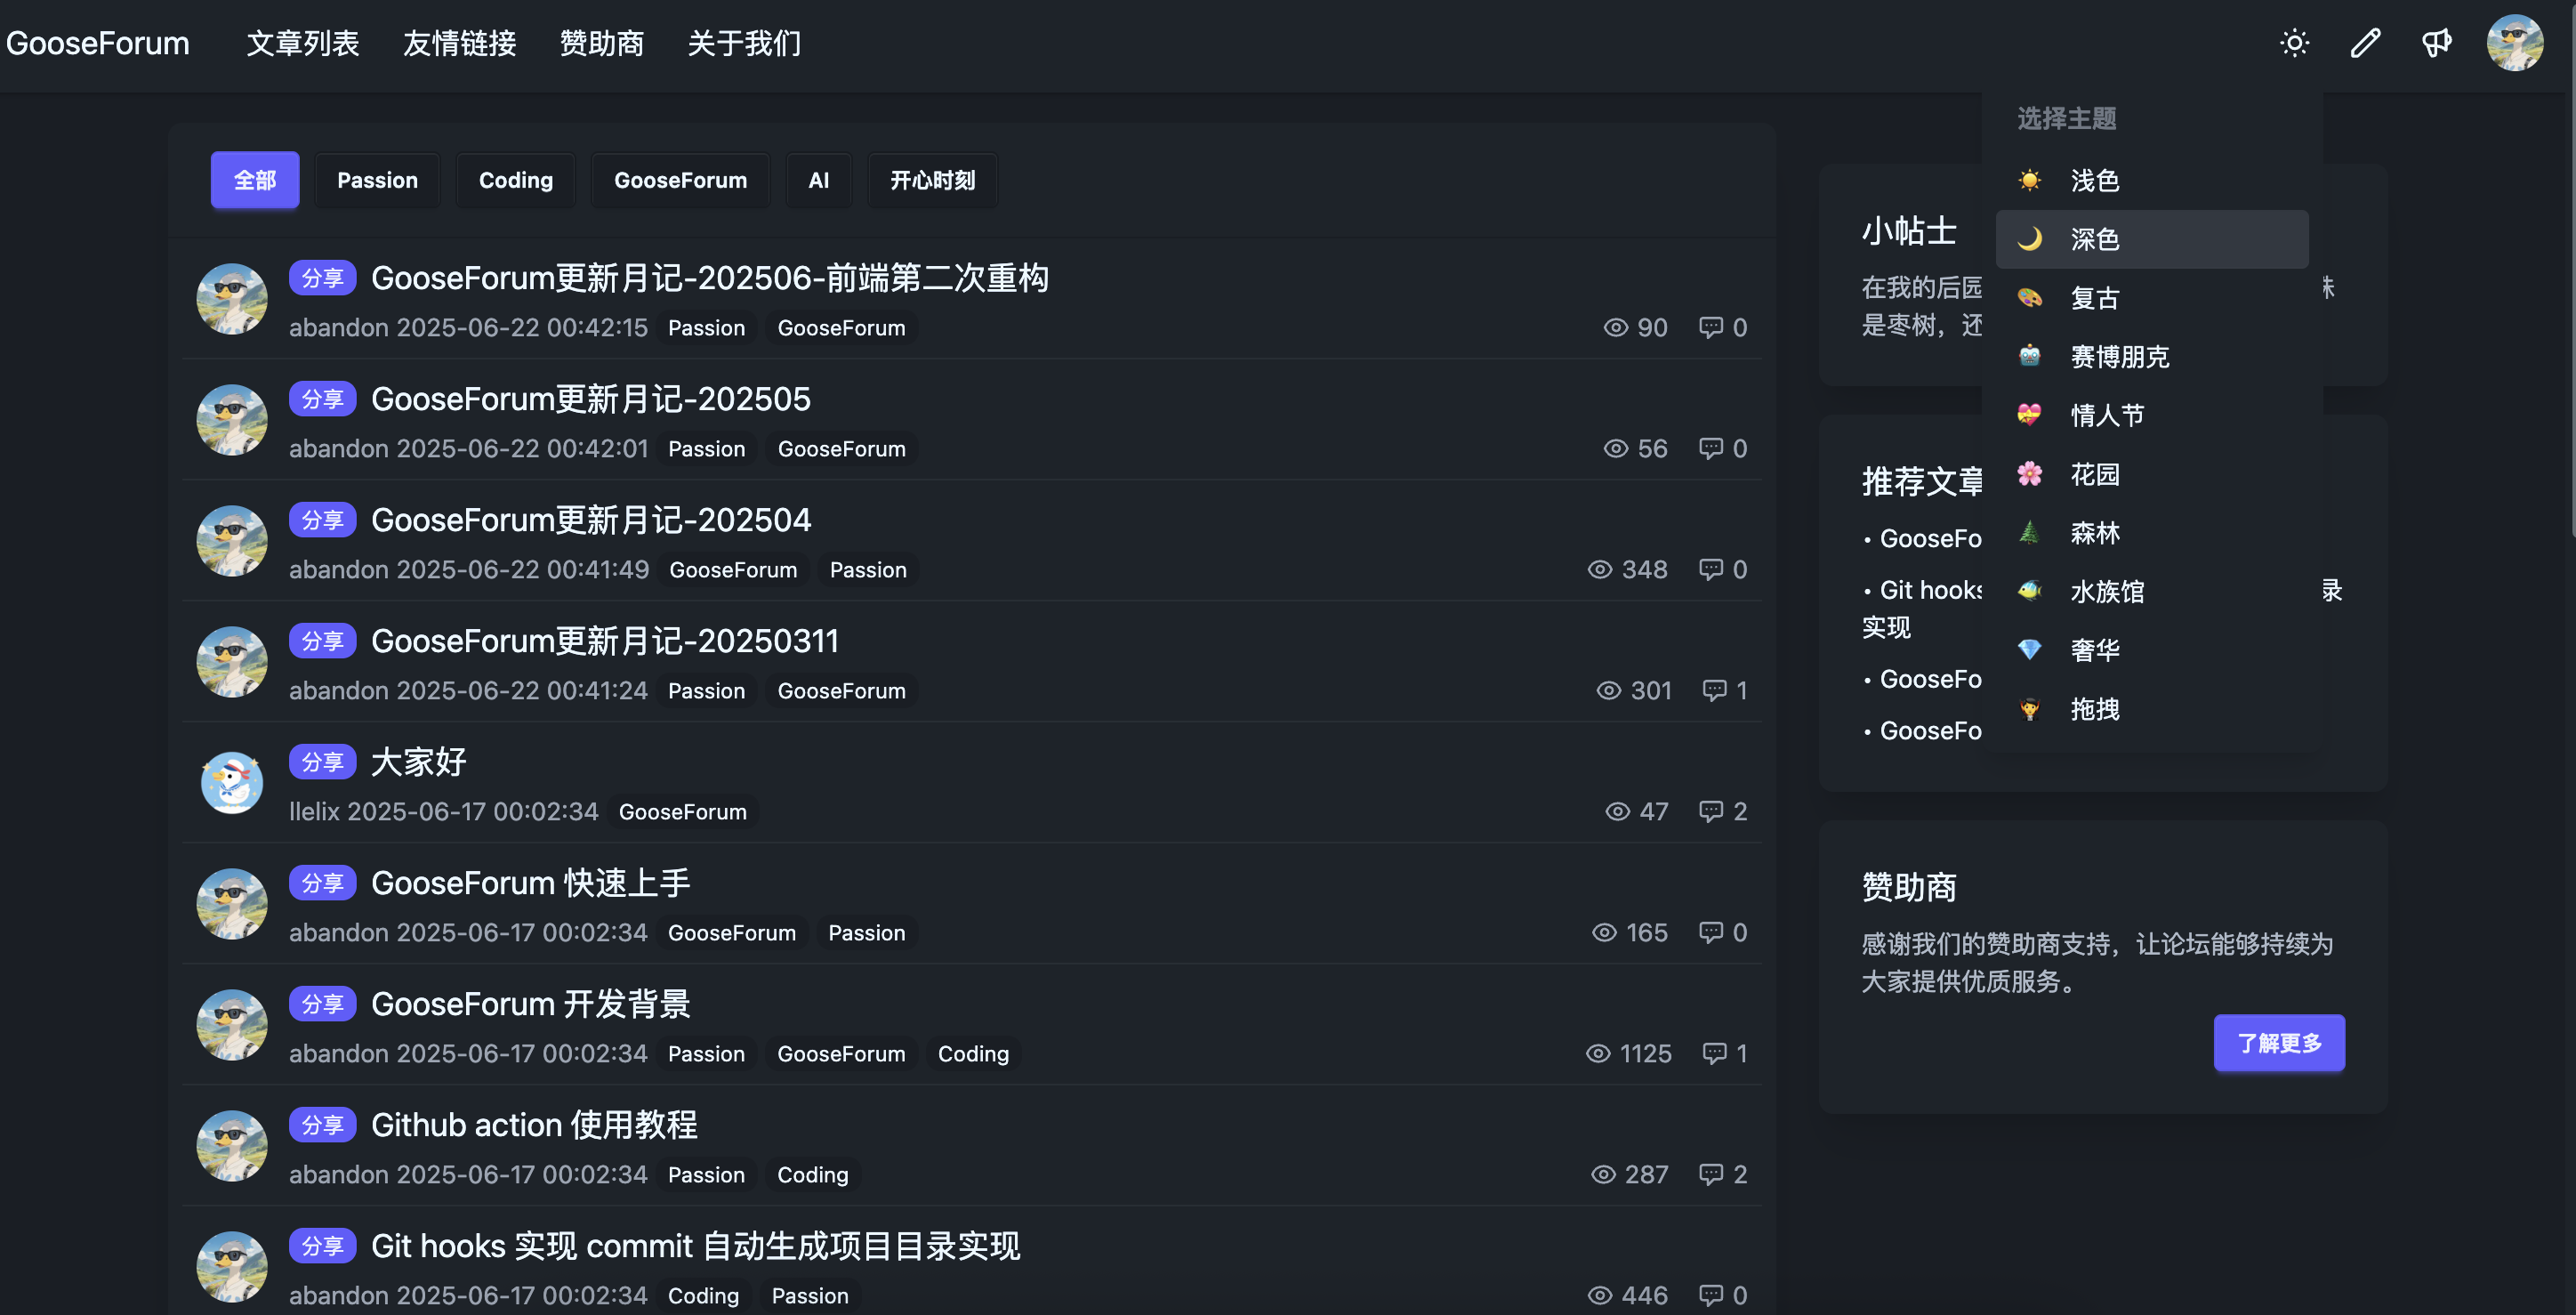 GooseForum 文章列表 友情链接 赞助商 关于我们
全部 Passion Coding GooseForum AI 开心时刻
分享 GooseForum更新月记-202506-前端第二次重构
abandon 2025-06-22 00:42:15 Passion GooseForum 90 0
分享 GooseForum更新月记-202505
abandon 2025-06-22 00:42:01 Passion GooseForum 56 0
分享 GooseForum更新月记-202504
abandon 2025-06-22 00:41:49 GooseForum Passion 348 0
分享 GooseForum更新月记-20250311
abandon 2025-06-22 00:41:24 Passion GooseForum 301 1
分享 大家好
llelix 2025-06-17 00:02:34 GooseForum 47 2
分享 GooseForum 快速上手
abandon 2025-06-17 00:02:34 GooseForum Passion 165 0
分享 GooseForum 开发背景
abandon 2025-06-17 00:02:34 Passion GooseForum Coding 1125 1
分享 Github action 使用教程
abandon 2025-06-17 00:02:34 Passion Coding 287 2
分享 Git hooks 实现 commit 自动生成项目目录实现
abandon 2025-06-17 00:02:34 Coding Passion 446 0
选择主题
浅色
深色
复古
赛博朋克
情人节
花园
森林
水族馆
奢华
拖拽
小帖士
在我的后园
是枣树，还
推荐文章
• GooseFo
• Git hooks 录
实现
• GooseFo
• GooseFo
赞助商
感谢我们的赞助商支持，让论坛能够持续为
大家提供优质服务。
了解更多